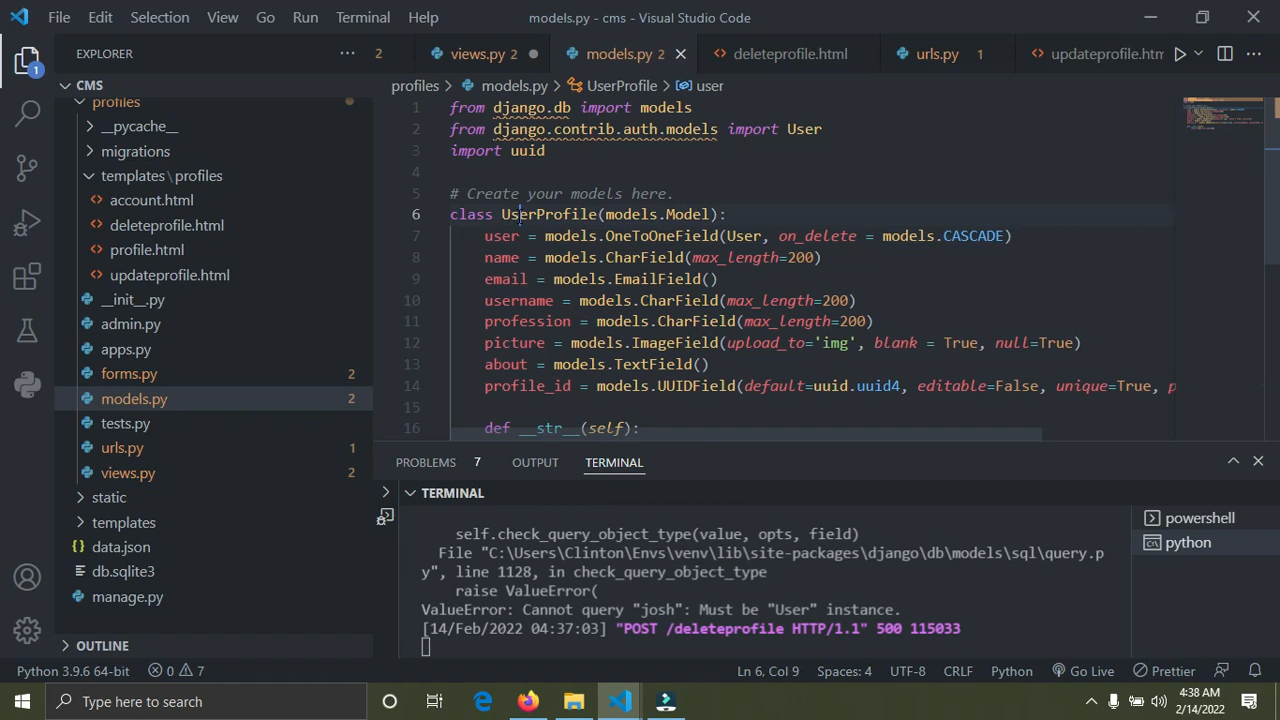 File Edit Selection View Go Run Terminal Help models.py - cms - Visual Studio Code
EXPLORER 2 views.py 2 models.py 2 deleteprofile.html urls.py 1 updateprofile.htm
1
CMS
profiles > models.py > UserProfile > user
profiles
__pycache__
migrations
templates\profiles
account.html
deleteprofile.html
profile.html
updateprofile.html
__init__.py
admin.py
apps.py
forms.py 2
models.py 2
tests.py
urls.py 1
views.py 2
static
templates
data.json
db.sqlite3
manage.py
OUTLINE
1 from django.db import models
2 from django.contrib.auth.models import User
3 import uuid
4
5 # Create your models here.
6 class UserProfile(models.Model):
7 user = models.OneToOneField(User, on_delete = models.CASCADE)
8 name = models.CharField(max_length=200)
9 email = models.EmailField()
10 username = models.CharField(max_length=200)
11 profession = models.CharField(max_length=200)
12 picture = models.ImageField(upload_to='img', blank = True, null=True)
13 about = models.TextField()
14 profile_id = models.UUIDField(default=uuid.uuid4, editable=False, unique=True, p
15
16 def __str__(self):
PROBLEMS 7 OUTPUT TERMINAL
TERMINAL
self.check_query_object_type(value, opts, field)
File "C:\Users\Clinton\Envs\venv\lib\site-packages\django\db\models\sql\query.p
y", line 1128, in check_query_object_type
raise ValueError(
ValueError: Cannot query "josh": Must be "User" instance.
[14/Feb/2022 04:37:03] "POST /deleteprofile HTTP/1.1" 500 115033
powershell
python
Python 3.9.6 64-bit 0 7 Ln 6, Col 9 Spaces: 4 UTF-8 CRLF Python Go Live Prettier
Type here to search
4:38 AM
2/14/2022